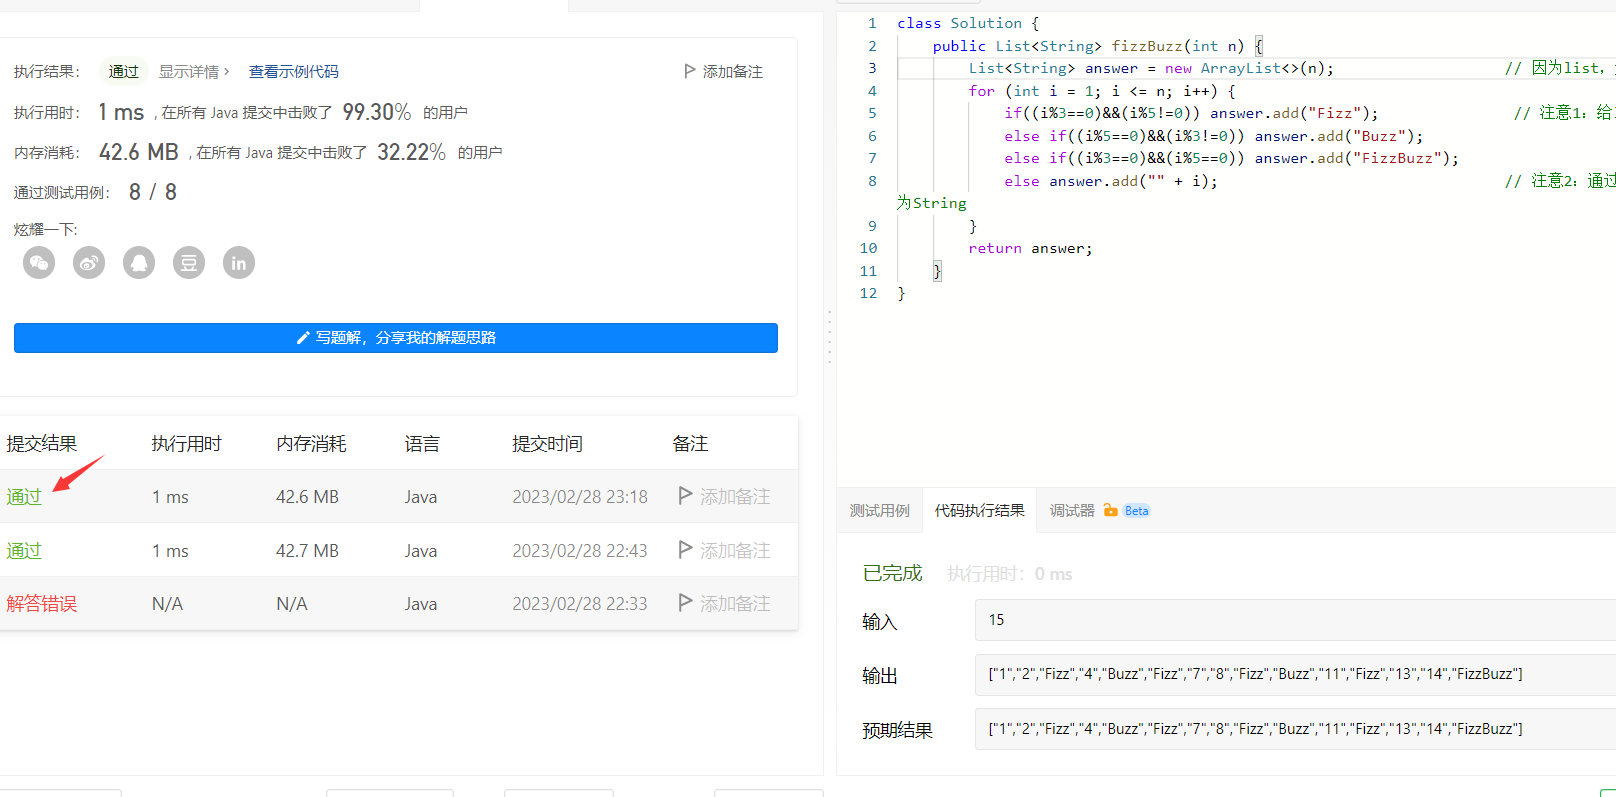 执行结果： 通过 显示详情 › 查看示例代码 添加备注
执行用时： 1 ms , 在所有 Java 提交中击败了 99.30% 的用户
内存消耗： 42.6 MB , 在所有 Java 提交中击败了 32.22% 的用户
通过测试用例： 8 / 8
炫耀一下:
写题解，分享我的解题思路
提交结果 执行用时 内存消耗 语言 提交时间 备注
通过 1 ms 42.6 MB Java 2023/02/28 23:18 添加备注
通过 1 ms 42.7 MB Java 2023/02/28 22:43 添加备注
解答错误 N/A N/A Java 2023/02/28 22:33 添加备注
1 class Solution {
2 public List<String> fizzBuzz(int n) {
3 List<String> answer = new ArrayList<>(n); // 因为list,
4 for (int i = 1; i <= n; i++) {
5 if((i%3==0)&&(i%5!=0)) answer.add("Fizz"); // 注意1：给
6 else if((i%5==0)&&(i%3!=0)) answer.add("Buzz");
7 else if((i%3==0)&&(i%5==0)) answer.add("FizzBuzz");
8 else answer.add("" + i); // 注意2：通过
为String
9 }
10 return answer;
11 }
12 }
测试用例 代码执行结果 调试器 Beta
已完成 执行用时：0 ms
输入 15
输出 ["1","2","Fizz","4","Buzz","Fizz","7","8","Fizz","Buzz","11","Fizz","13","14","FizzBuzz"]
预期结果 ["1","2","Fizz","4","Buzz","Fizz","7","8","Fizz","Buzz","11","Fizz","13","14","FizzBuzz"]